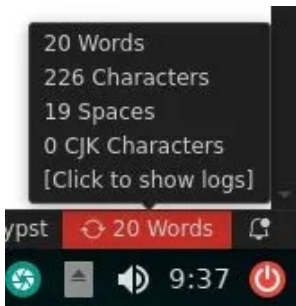 20 Words
226 Characters
19 Spaces
0 CJK Characters
[Click to show logs]
ypst 20 Words
9:37